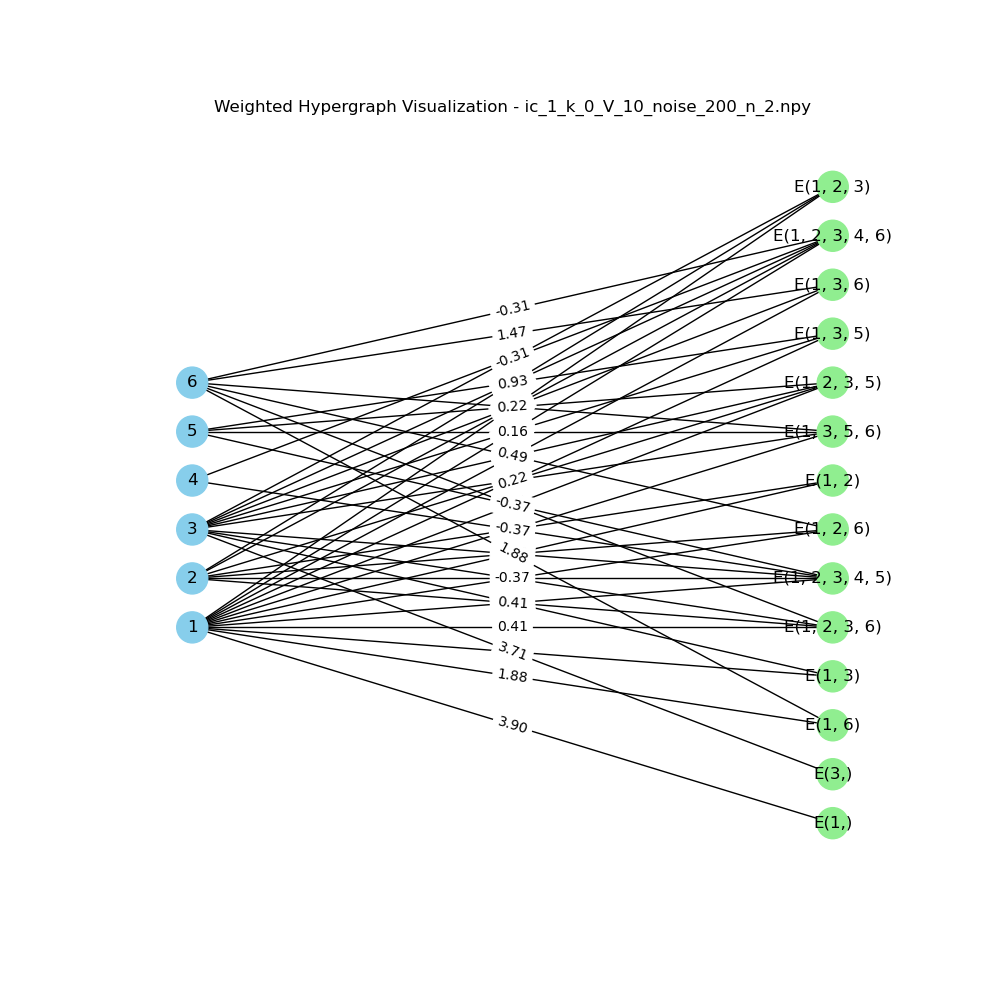 Weighted Hypergraph Visualization - ic_1_k_0_V_10_noise_200_n_2.npy
E(1, 2, 3)
E(1, 2, 3, 4, 6)
E(1, 3, 6)
-0.31
1.47
E(1, 3, 5)
-0.31
6
0.93
E(1, 2, 3, 5)
0.22
5
0.16
E(1, 3, 5, 6)
0.49
4
0.22
E(1, 2)
-0.37
3
-0.37
E(1, 2, 6)
1.88
2
-0.37
E(1, 2, 3, 4, 5)
0.41
1
0.41
E(1, 2, 3, 6)
3.71
1.88
E(1, 3)
3.90
E(1, 6)
E(3,)
E(1,)